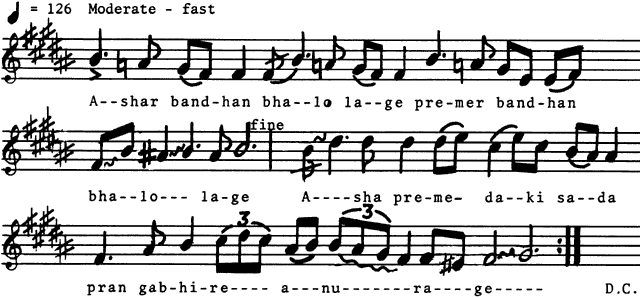 = 126 Moderate - fast
A--shar band-han bha--lo la--ge pre-mer band-han
fine
bha--lo--- la-ge A----sha pre-me- da--ki sa--da
3 3
pran gab-hi-re---- a---nu-------ra----ge----- D.C.